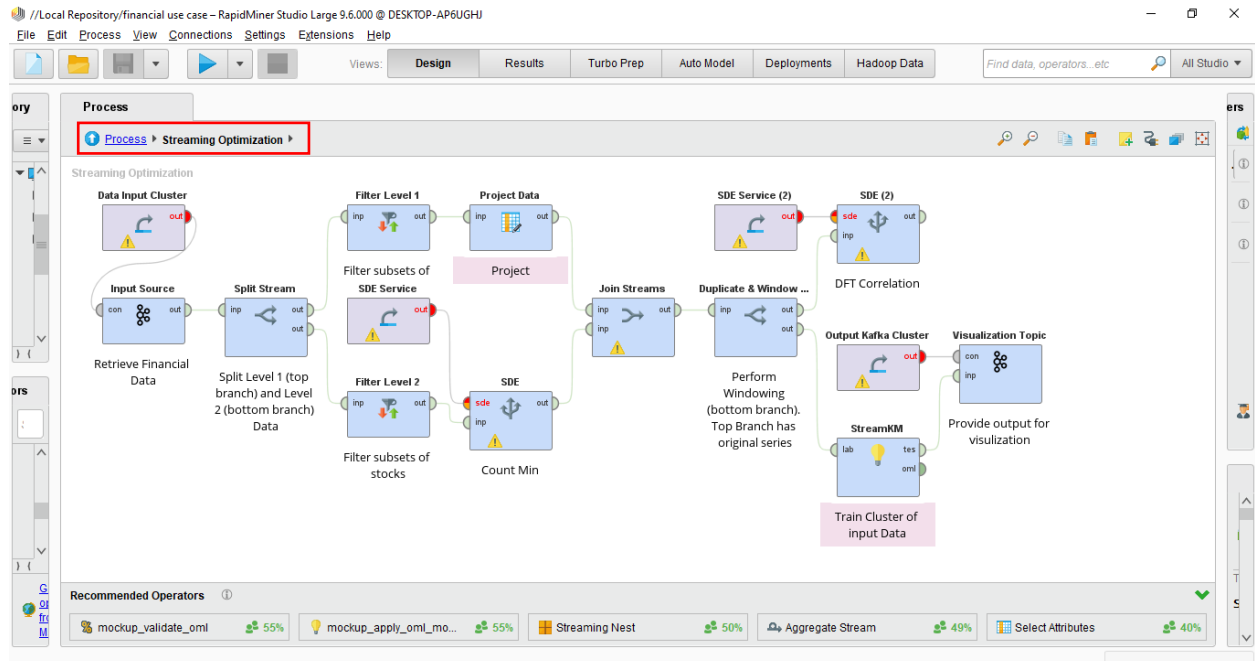 //Local Repository/financial use case – RapidMiner Studio Large 9.6.000 @ DESKTOP-AP6UGHJ
File Edit Process View Connections Settings Extensions Help
Views: Design Results Turbo Prep Auto Model Deployments Hadoop Data Find data, operators...etc All Studio
ory
Process
ers
Process Streaming Optimization
Streaming Optimization
Data Input Cluster
out
Filter Level 1
inp out
Filter subsets of
Project Data
inp out
Project
SDE Service (2)
out
SDE (2)
sde out
inp
DFT Correlation
Input Source
con out
Retrieve Financial
Data
Split Stream
inp out
out
Split Level 1 (top
branch) and Level
2 (bottom branch)
Data
SDE Service
out
Join Streams
inp out
inp
Duplicate & Window ...
inp out
out
Perform
Windowing
(bottom branch).
Top Branch has
original series
Output Kafka Cluster
out
Visualization Topic
con
inp
Provide output for
visulization
Filter Level 2
inp out
Filter subsets of
stocks
SDE
sde out
inp
Count Min
StreamKM
lab tes
oml
Train Cluster of
input Data
) (
ors
) (
G
op
fro
M
Recommended Operators
mockup_validate_oml 55%
mockup_apply_oml_mo... 55%
Streaming Nest 50%
Aggregate Stream 49%
Select Attributes 40%